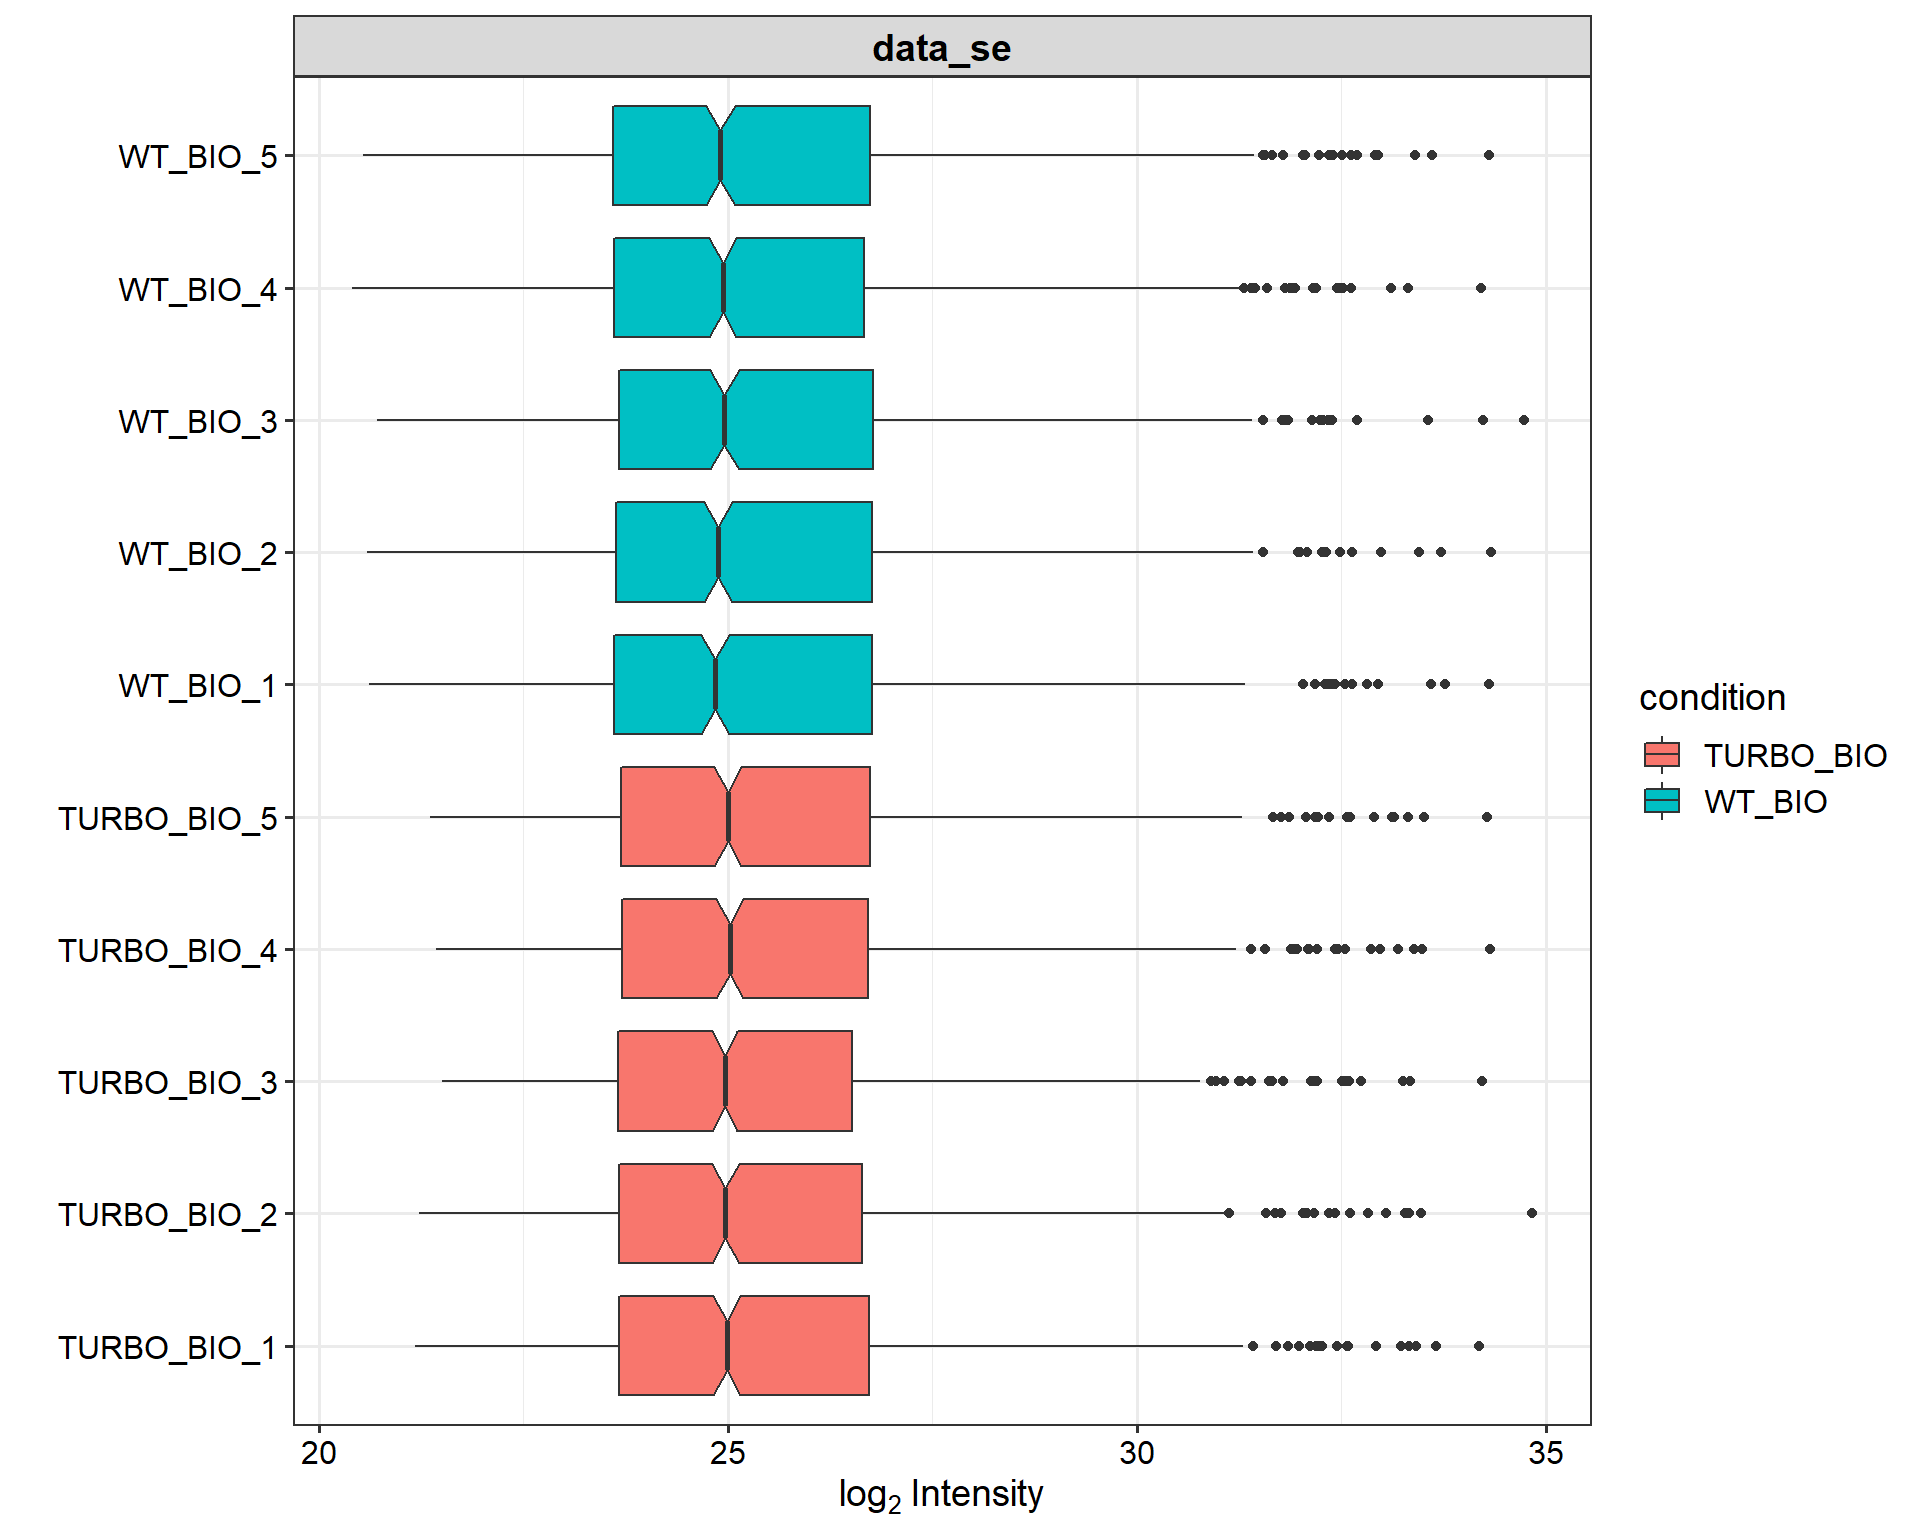 data_se
WT_BIO_5
WT_BIO_4
WT_BIO_3
WT_BIO_2
WT_BIO_1
TURBO_BIO_5
TURBO_BIO_4
TURBO_BIO_3
TURBO_BIO_2
TURBO_BIO_1
20 25 30 35
log₂ Intensity
condition
TURBO_BIO
WT_BIO